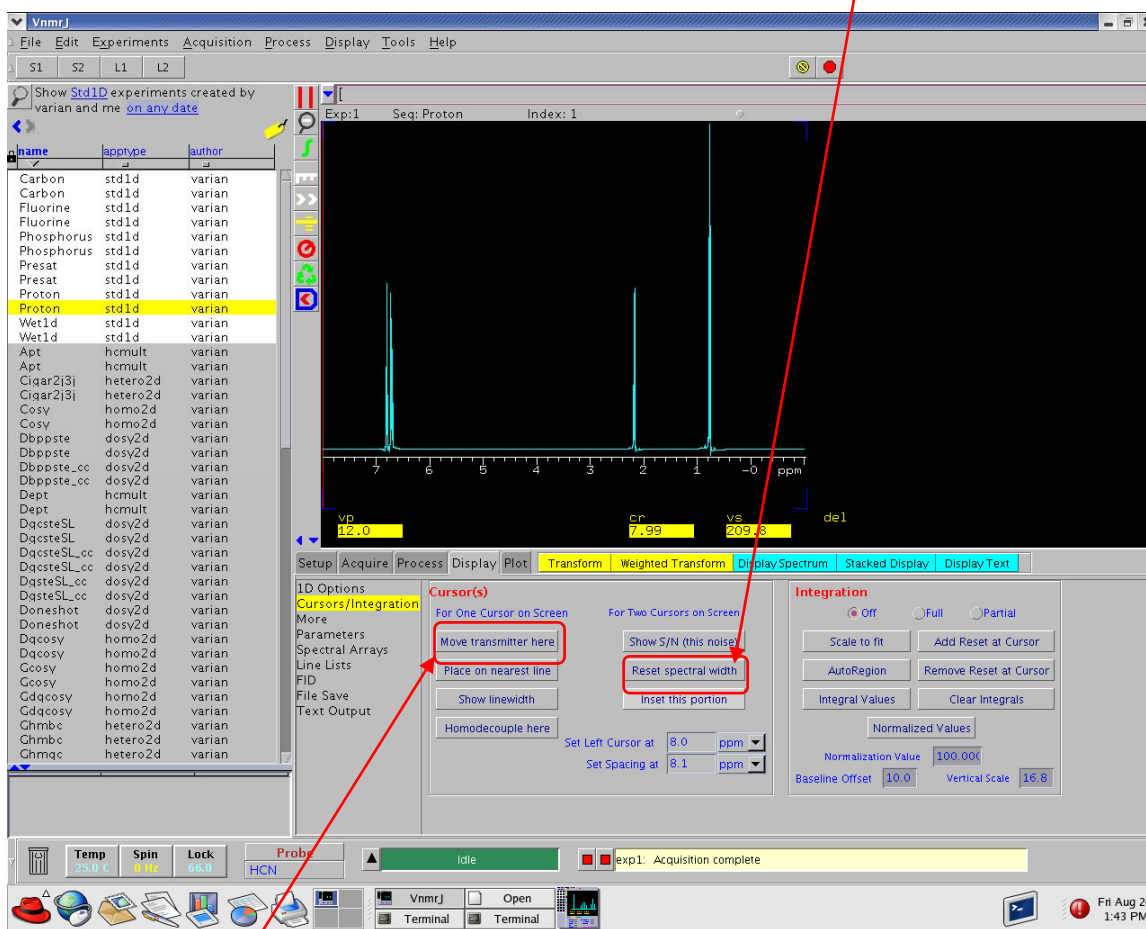 VnmrJ
File Edit Experiments Acquisition Process Display Tools Help
S1 S2 L1 L2
Show Std1D experiments created by
varian and me on any date
name apptype author
Carbon std1d varian
Carbon std1d varian
Fluorine std1d varian
Fluorine std1d varian
Phosphorus std1d varian
Phosphorus std1d varian
Presat std1d varian
Presat std1d varian
Proton std1d varian
Proton std1d varian
Wet1d std1d varian
Wet1d std1d varian
Apt hcmult varian
Apt hcmult varian
Cigar2j3j hetero2d varian
Cigar2j3j hetero2d varian
Cosy homo2d varian
Cosy homo2d varian
Dbppste dosy2d varian
Dbppste dosy2d varian
Dbppste_cc dosy2d varian
Dbppste_cc dosy2d varian
Dept hcmult varian
Dept hcmult varian
DgcsteSL dosy2d varian
DgcsteSL dosy2d varian
DgcsteSL_cc dosy2d varian
DgcsteSL_cc dosy2d varian
DgsteSL_cc dosy2d varian
DgsteSL_cc dosy2d varian
Doneshot dosy2d varian
Doneshot dosy2d varian
Dqcosy homo2d varian
Dqcosy homo2d varian
Gcosy homo2d varian
Gcosy homo2d varian
Gdqcosy homo2d varian
Gdqcosy homo2d varian
Ghmbc hetero2d varian
Ghmbc hetero2d varian
Ghmqc hetero2d varian
Exp:1 Seq: Proton Index: 1
7 6 5 4 3 2 1 -0 ppm
vp cr vs del
12.0 7.99 209.8
Setup Acquire Process Display Plot Transform Weighted Transform Display Spectrum Stacked Display Display Text
1D Options
Cursors/Integration
More
Parameters
Spectral Arrays
Line Lists
FID
File Save
Text Output
Cursor(s)
For One Cursor on Screen For Two Cursors on Screen
Move transmitter here Show S/N (this noise)
Place on nearest line Reset spectral width
Show linewidth Inset this portion
Homodecouple here
Set Left Cursor at 8.0 ppm
Set Spacing at 8.1 ppm
Integration
Off Full Partial
Scale to fit Add Reset at Cursor
AutoRegion Remove Reset at Cursor
Integral Values Clear Integrals
Normalized Values
Normalization Value 100.00
Baseline Offset 10.0 Vertical Scale 16.8
Temp Spin Lock Probe
25.0 C 0 Hz 66.0 HCN
Idle
exp1: Acquisition complete
VnmrJ Open
Terminal Terminal
Fri Aug 2
1:43 PM